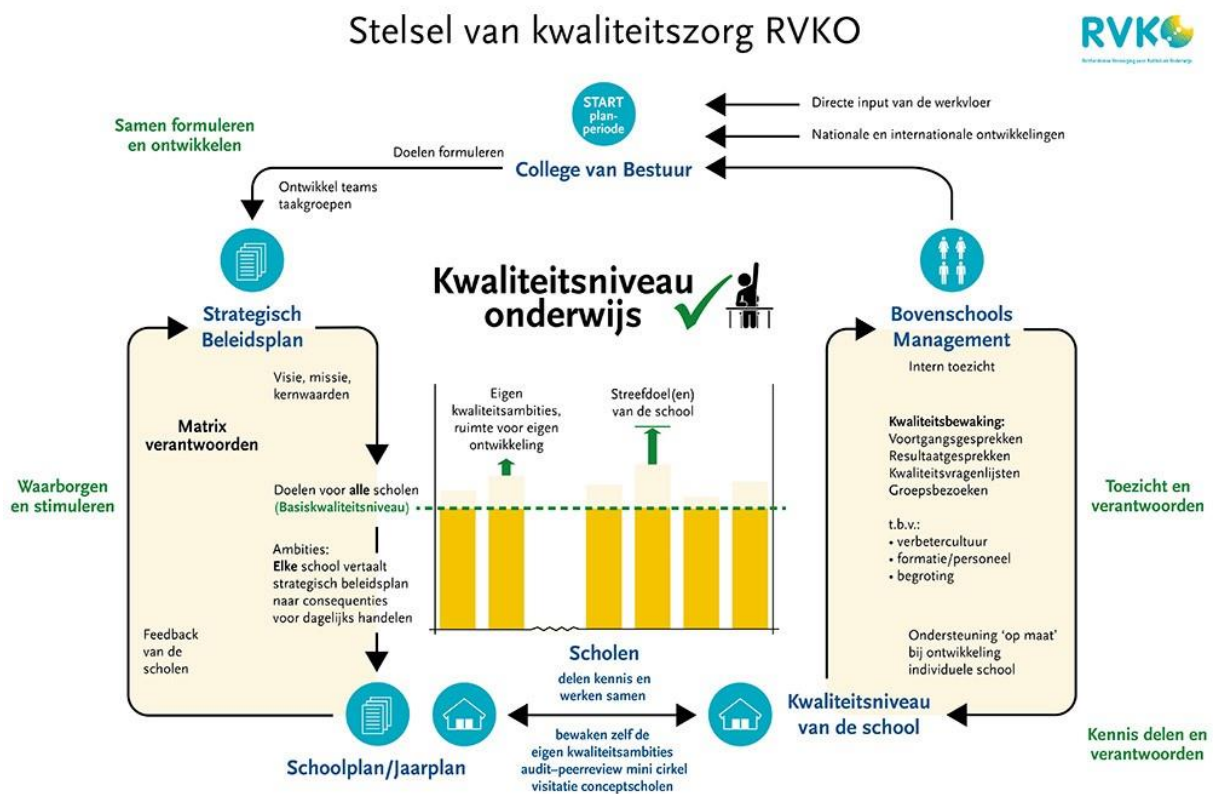 Stelsel van kwaliteitszorg RVKO
RVKO
START
plan-
periode
Directe input van de werkvloer
Nationale en internationale ontwikkelingen
College van Bestuur
Samen formuleren
en ontwikkelen
Doelen formuleren
Ontwikkel teams
taakgroepen
Kwaliteitsniveau
onderwijs
Strategisch
Beleidsplan
Visie, missie,
kernwaarden
Matrix
verantwoorden
Waarborgen
en stimuleren
Doelen voor alle scholen
(Basiskwaliteitsniveau)
Ambities:
Elke school vertaalt
strategisch beleidsplan
naar consequenties
voor dagelijks handelen
Feedback
van de
scholen
Schoolplan/Jaarplan
Eigen
kwaliteitsambities,
ruimte voor eigen
ontwikkeling
Streefdoel(en)
van de school
Scholen
delen kennis en
werken samen
bewaken zelf de
eigen kwaliteitsambities
audit–peerreview mini cirkel
visitatie conceptscholen
Bovenschools
Management
Intern toezicht
Kwaliteitsbewaking:
Voortgangsgesprekken
Resultaatgesprekken
Kwaliteitsvragenlijsten
Groepsbezoeken
t.b.v.:
• verbetercultuur
• formatie/personeel
• begroting
Toezicht en
verantwoorden
Ondersteuning ‘op maat’
bij ontwikkeling
individuele school
Kwaliteitsniveau
van de school
Kennis delen en
verantwoorden